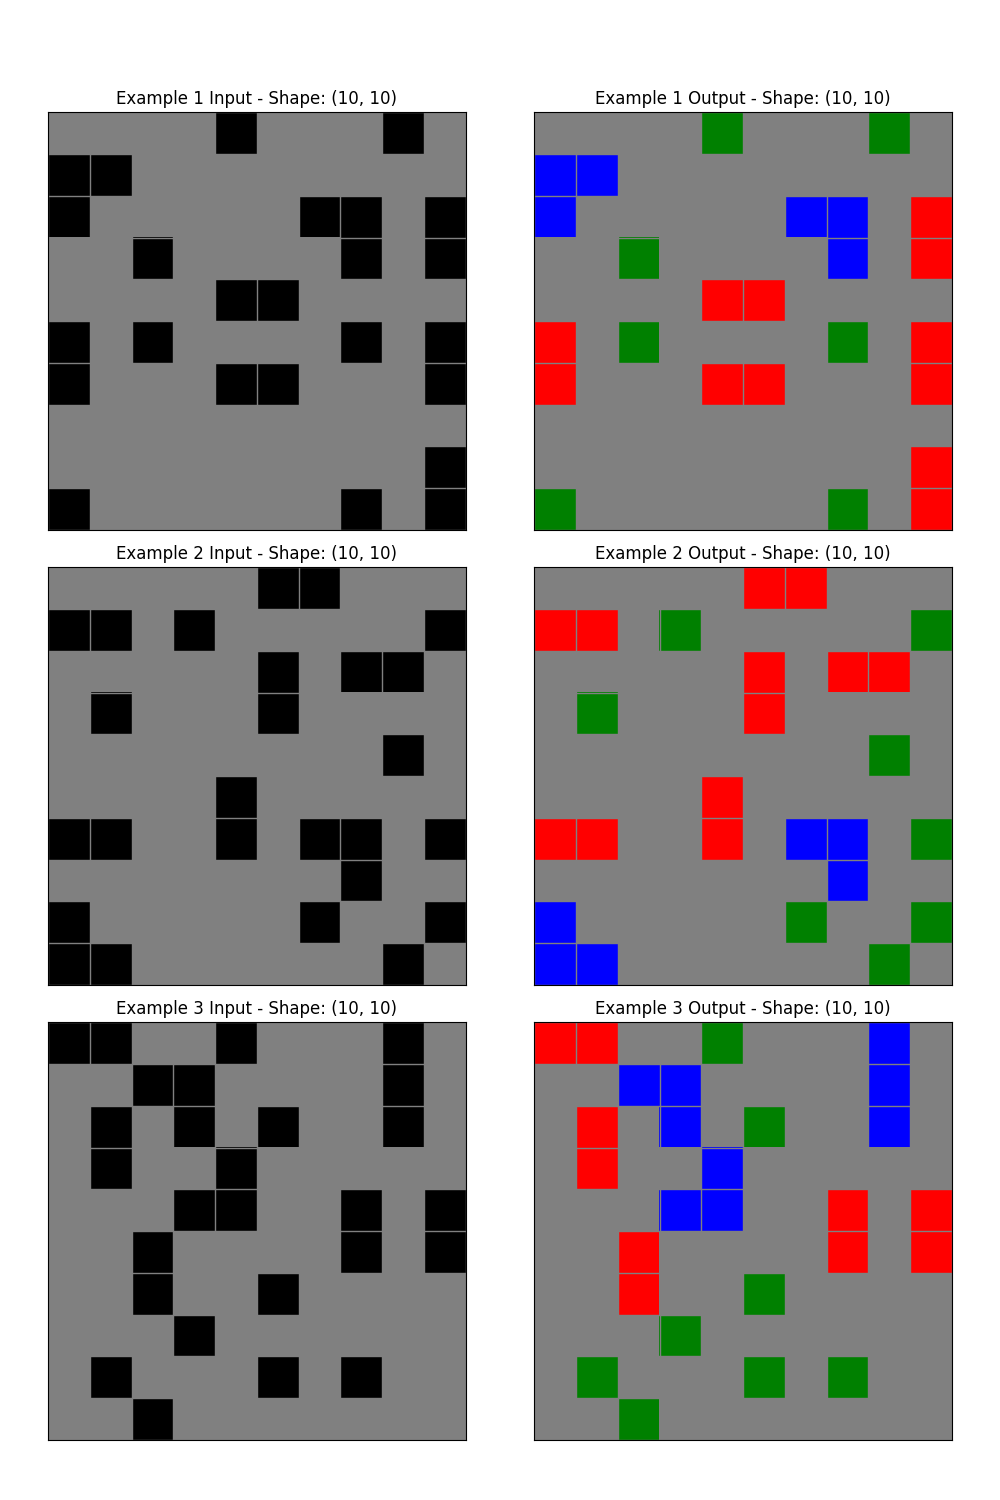 Example 1 Input - Shape: (10, 10)
Example 1 Output - Shape: (10, 10)
Example 2 Input - Shape: (10, 10)
Example 2 Output - Shape: (10, 10)
Example 3 Input - Shape: (10, 10)
Example 3 Output - Shape: (10, 10)